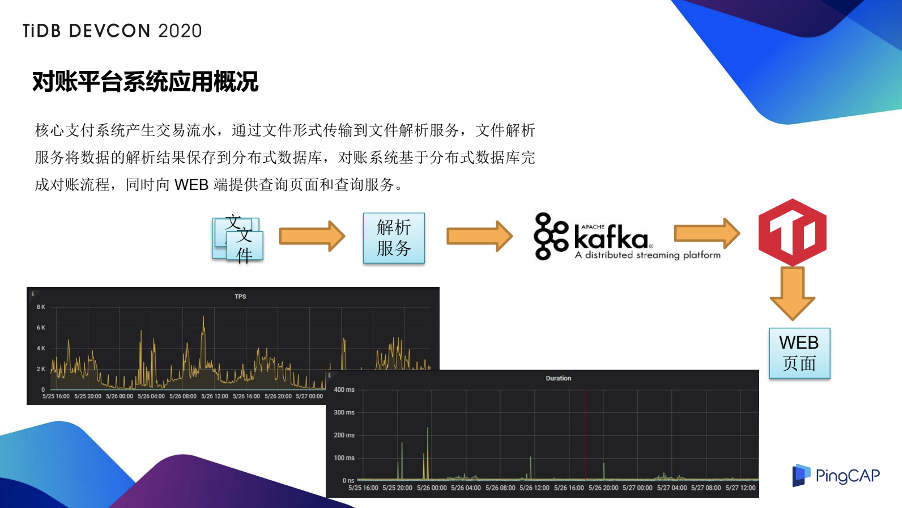 TiDB DEVCON 2020
对账平台系统应用概况
核心支付系统产生交易流水，通过文件形式传输到文件解析服务，文件解析
服务将数据的解析结果保存到分布式数据库，对账系统基于分布式数据库完
成对账流程，同时向 WEB 端提供查询页面和查询服务。
文
文
件
解析
服务
APACHE
kafka
A distributed streaming platform
Ti
WEB
页面
TPS
8 K
6 K
4 K
2 K
0
5/25 16:00 5/25 20:00 5/26 00:00 5/26 04:00 5/26 08:00 5/26 12:00 5/26 16:00 5/26 20:00 5/27 00:00
Duration
400 ms
300 ms
200 ms
100 ms
0 ns
5/25 16:00 5/25 20:00 5/26 00:00 5/26 04:00 5/26 08:00 5/26 12:00 5/26 16:00 5/26 20:00 5/27 00:00 5/27 04:00 5/27 08:00 5/27 12:00
PingCAP